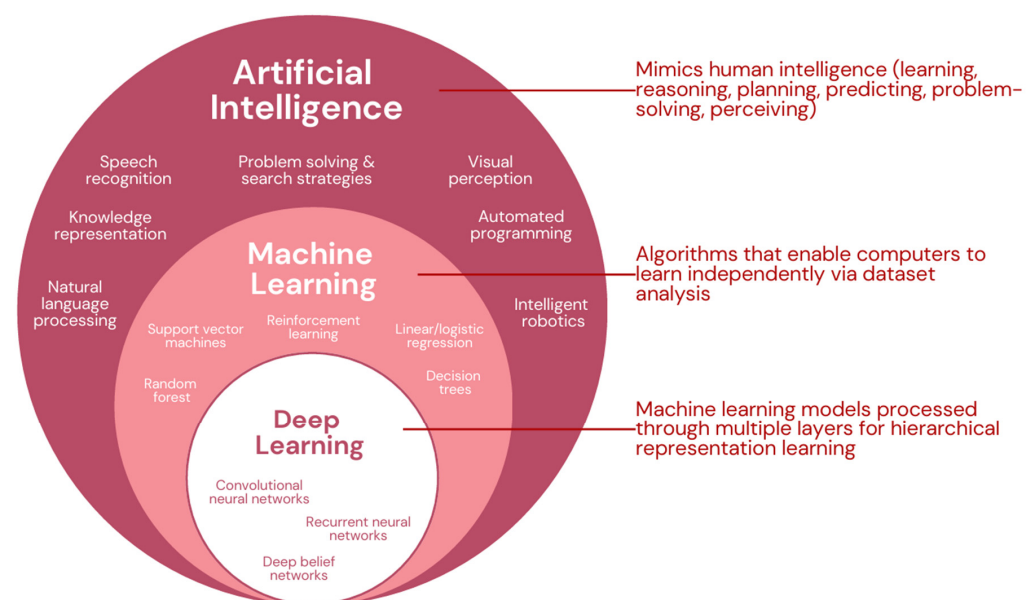 Artificial
Intelligence
Mimics human intelligence (learning,
reasoning, planning, predicting, problem-
solving, perceiving)
Speech
recognition
Problem solving &
search strategies
Visual
perception
Knowledge
representation
Automated
programming
Natural
language
processing
Intelligent
robotics
Machine
Learning
Algorithms that enable computers to
learn independently via dataset
analysis
Support vector
machines
Reinforcement
learning
Linear/logistic
regression
Random
forest
Decision
trees
Deep
Learning
Machine learning models processed
through multiple layers for hierarchical
representation learning
Convolutional
neural networks
Recurrent neural
networks
Deep belief
networks